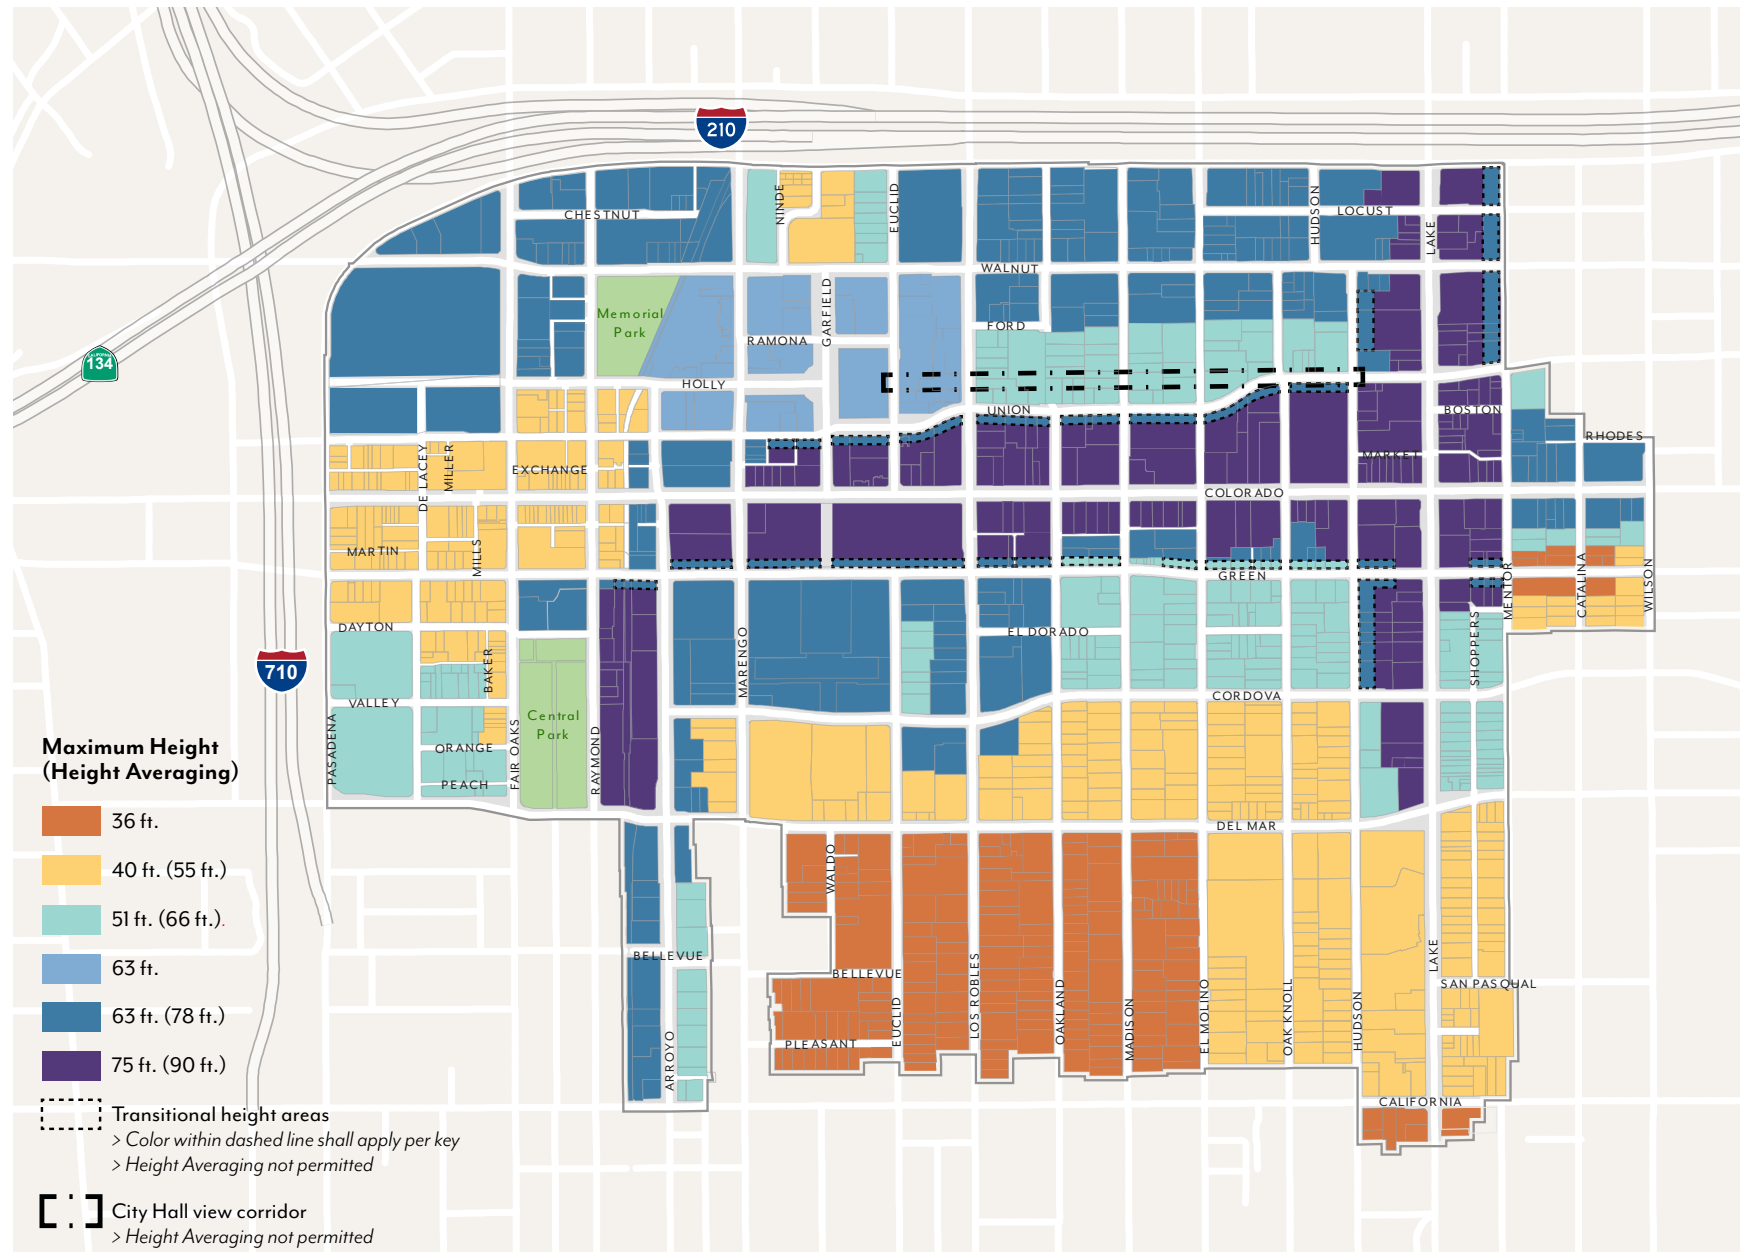 210
CHESTNUT
NINDE
EUCLID
HUDSON
LOCUST
LAKE
WALNUT
Memorial
Park
GARFIELD
FORD
RAMONA
CALIFORNIA
134
HOLLY
UNION
BOSTON
RHODES
DE LACEY
MILLER
EXCHANGE
MARKET
COLORADO
MARTIN
MILLS
GREEN
MENTOR
CATALINA
WILSON
DAYTON
EL DORADO
SHOPPERS
BAKER
MARENGO
710
CORDOVA
VALLEY
Central
Park
PASADENA
ORANGE
FAIR OAKS
RAYMOND
PEACH
DEL MAR
WALDO
Maximum Height
(Height Averaging)
36 ft.
40 ft. (55 ft.)
51 ft. (66 ft.).
63 ft.
63 ft. (78 ft.)
75 ft. (90 ft.)
Transitional height areas
> Color within dashed line shall apply per key
> Height Averaging not permitted
City Hall view corridor
> Height Averaging not permitted
BELLEVUE
BELLEVUE
LAKE
SAN PASQUAL
EUCLID
LOS ROBLES
OAKLAND
MADISON
EL MOLINO
OAK KNOLL
HUDSON
PLEASANT
ARROYO
CALIFORNIA